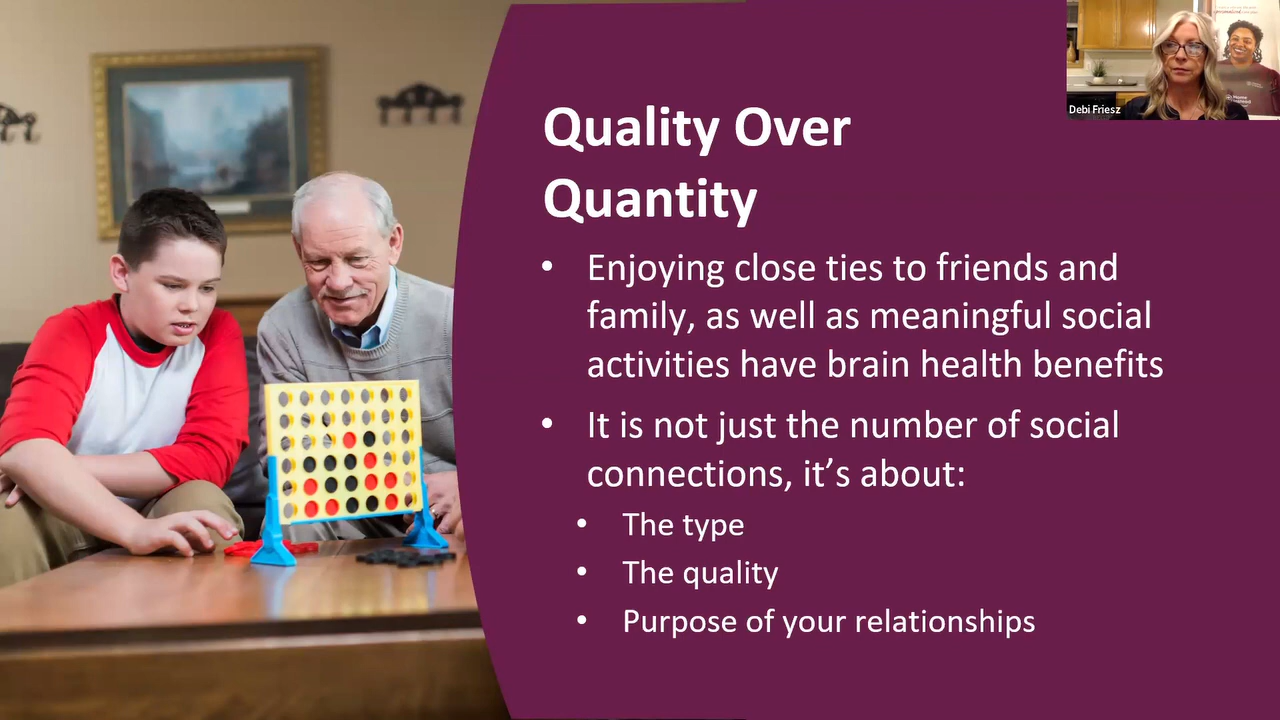 Quality Over
Quantity
• Enjoying close ties to friends and
family, as well as meaningful social
activities have brain health benefits
• It is not just the number of social
connections, it’s about:
• The type
• The quality
• Purpose of your relationships
Debi Friesz